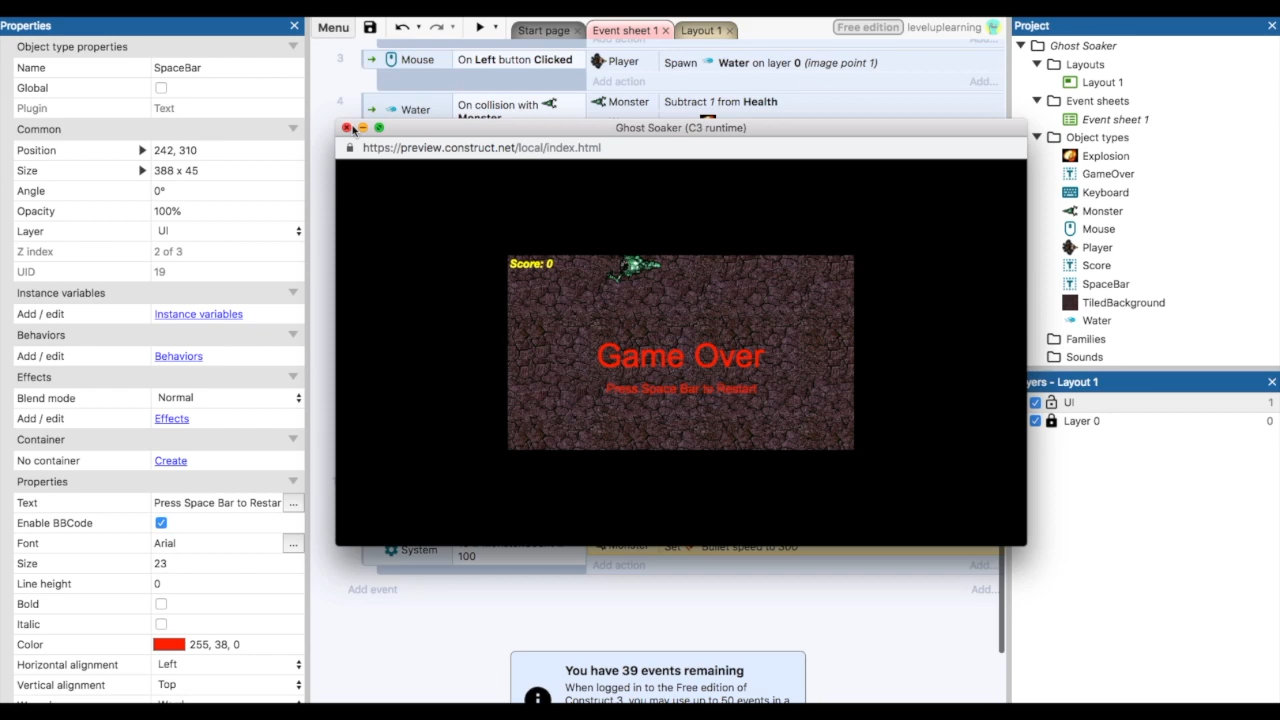 Properties
Object type properties
Name SpaceBar
Global
Plugin Text
Common
Position 242, 310
Size 388 x 45
Angle 0°
Opacity 100%
Layer UI
Z index 2 of 3
UID 19
Instance variables
Add / edit Instance variables
Behaviors
Add / edit Behaviors
Effects
Blend mode Normal
Add / edit Effects
Container
No container Create
Properties
Text Press Space Bar to Restar ...
Enable BBCode
Font Arial ...
Size 23
Line height 0
Bold
Italic
Color 255, 38, 0
Horizontal alignment Left
Vertical alignment Top
Menu
Start page
Event sheet 1
Layout 1
Free edition
leveluplearning
3 Mouse On Left button Clicked Player Spawn Water on layer 0 (image point 1)
Add action Add...
4 Water On collision with Monster Monster Subtract 1 from Health
Ghost Soaker (C3 runtime)
https://preview.construct.net/local/index.html
Score: 0
Game Over
Press Space Bar to Restart
System
100
Monster Set Bullet speed to 300
Add action Add...
Add event Add...
You have 39 events remaining
When logged in to the Free edition of
Construct 3, you may use up to 50 events in a
Project
Ghost Soaker
Layouts
Layout 1
Event sheets
Event sheet 1
Object types
Explosion
GameOver
Keyboard
Monster
Mouse
Player
Score
SpaceBar
TiledBackground
Water
Families
Sounds
yers - Layout 1
UI 1
Layer 0 0